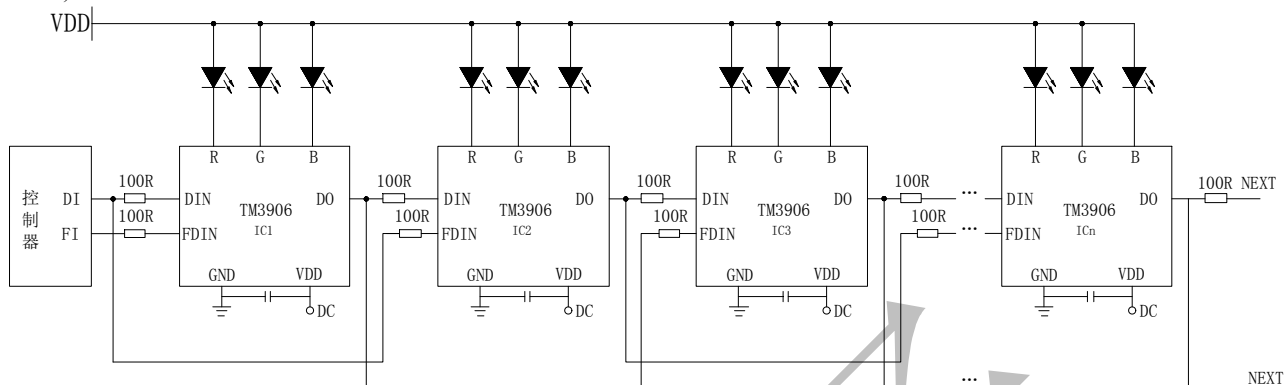 VDD
R G B R G B R G B R G B
控制器
DI 100R DIN TM3906 DO 100R DIN TM3906 DO 100R DIN TM3906 DO 100R ... DIN TM3906 DO 100R NEXT
FI 100R FDIN IC1 100R FDIN IC2 100R FDIN IC3 100R ... FDIN ICn
GND VDD GND VDD GND VDD GND VDD
DC DC DC DC
... NEXT